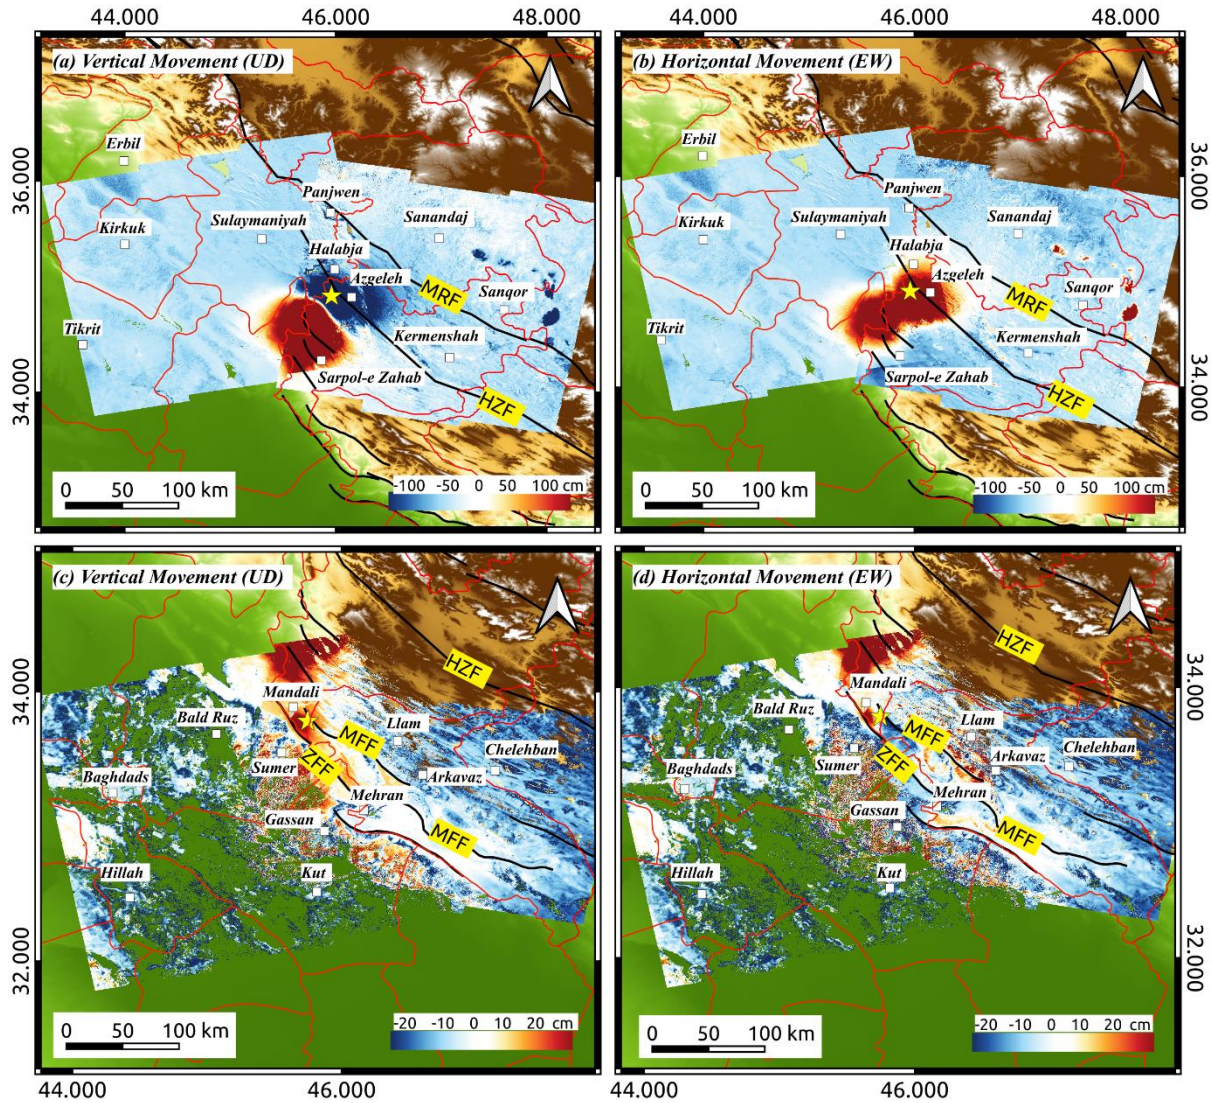 44.000 46.000 48.000 44.000 46.000 48.000
(a) Vertical Movement (UD)
Erbil
36.000
Panjwen
Sulaymaniyah
Sanandaj
Kirkuk
Halabja
Azgeleh
MRF
Sanqor
Tikrit
Kermenshah
Sarpol-e Zahab
34.000
HZF
0 50 100 km
-100 -50 0 50 100 cm
(b) Horizontal Movement (EW)
Erbil
36.000
Panjwen
Sulaymaniyah
Sanandaj
Kirkuk
Halabja
Azgeleh
MRF
Sanqor
Tikrit
Kermenshah
Sarpol-e Zahab
34.000
HZF
0 50 100 km
-100 -50 0 50 100 cm
(c) Vertical Movement (UD)
HZF
34.000
Mandali
Bald Ruz
MFF
Llam
Chelehban
ZFF
Sumer
Baghdads
Arkavaz
Mehran
Gassan
MFF
Hillah
Kut
32.000
0 50 100 km
-20 -10 0 10 20 cm
(d) Horizontal Movement (EW)
HZF
34.000
Mandali
Bald Ruz
MFF
Llam
Chelehban
ZFF
Sumer
Arkavaz
Baghdads
Mehran
Gassan
MFF
Hillah
Kut
32.000
0 50 100 km
-20 -10 0 10 20 cm
44.000 46.000 44.000 46.000